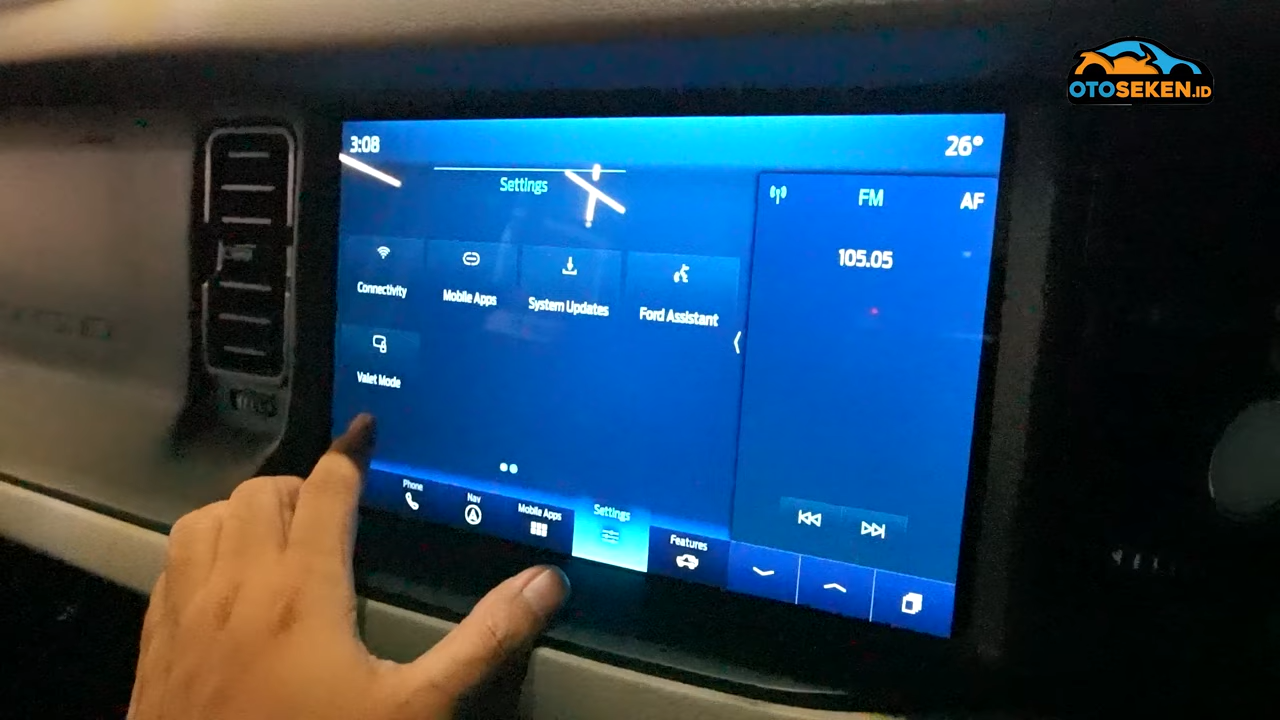 OTOSEKEN.ID
3:08
26°
Settings
FM
AF
105.05
Connectivity
Mobile Apps
System Updates
Ford Assistant
Valet Mode
Phone
Nav
Mobile Apps
Settings
Features